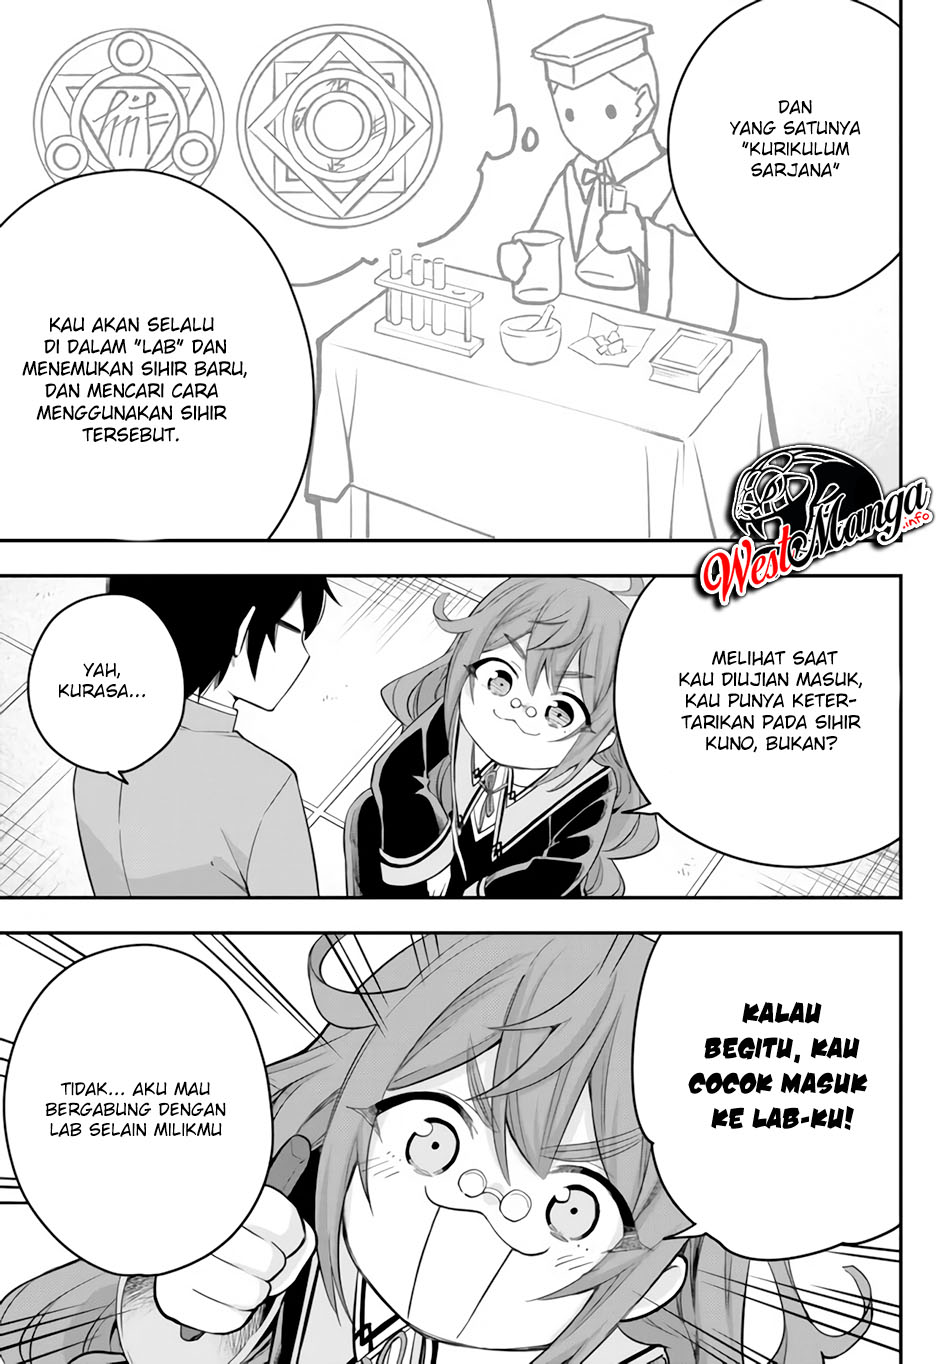 DAN
YANG SATUNYA
"KURIKULUM
SARJANA"
KAU AKAN SELALU
DI DALAM "LAB" DAN
MENEMUKAN SIHIR BARU,
DAN MENCARI CARA
MENGGUNAKAN SIHIR
TERSEBUT.
WestManga
.info
MELIHAT SAAT
KAU DIUJIAN MASUK,
KAU PUNYA KETER-
TARIKAN PADA SIHIR
KUNO, BUKAN?
YAH,
KURASA...
KALAU
BEGITU, KAU
COCOK MASUK
KE LAB-KU!
TIDAK... AKU MAU
BERGABUNG DENGAN
LAB SELAIN MILIKMU